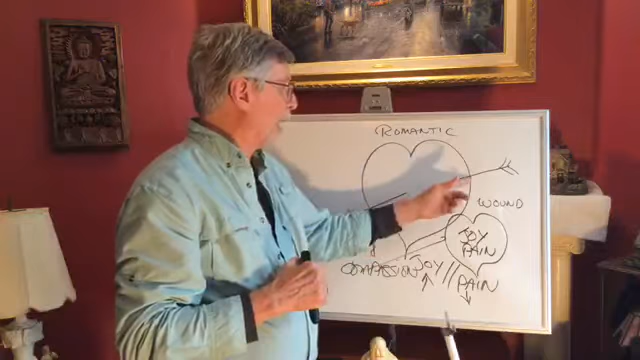 ROMANTIC
WOUND
JOY
PAIN
COMPASSION JOY // PAIN